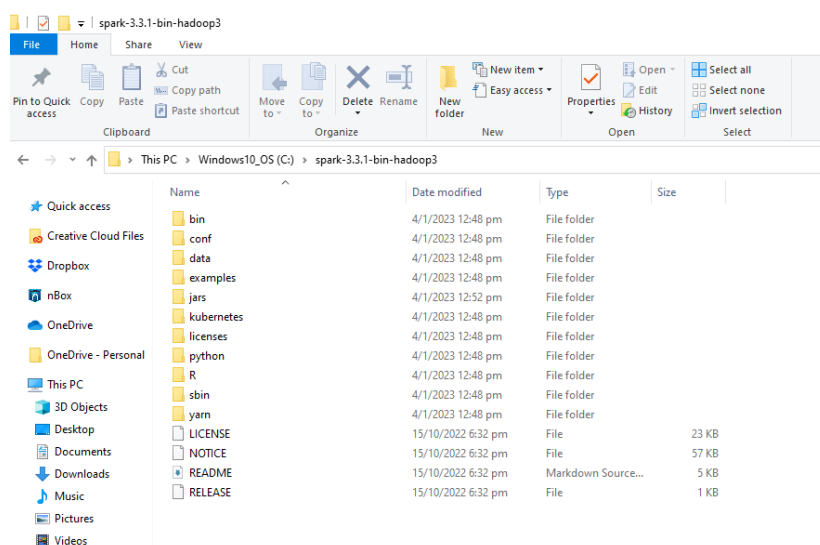 spark-3.3.1-bin-hadoop3
File Home Share View
Pin to Quick access
Copy
Paste
Cut
Copy path
Paste shortcut
Clipboard
Move to
Copy to
Delete
Rename
Organize
New folder
New item
Easy access
New
Properties
Open
Edit
History
Open
Select all
Select none
Invert selection
Select
This PC > Windows10_OS (C:) > spark-3.3.1-bin-hadoop3
Quick access
Creative Cloud Files
Dropbox
nBox
OneDrive
OneDrive - Personal
This PC
3D Objects
Desktop
Documents
Downloads
Music
Pictures
Videos
Name Date modified Type Size
bin 4/1/2023 12:48 pm File folder
conf 4/1/2023 12:48 pm File folder
data 4/1/2023 12:48 pm File folder
examples 4/1/2023 12:48 pm File folder
jars 4/1/2023 12:52 pm File folder
kubernetes 4/1/2023 12:48 pm File folder
licenses 4/1/2023 12:48 pm File folder
python 4/1/2023 12:48 pm File folder
R 4/1/2023 12:48 pm File folder
sbin 4/1/2023 12:48 pm File folder
yarn 4/1/2023 12:48 pm File folder
LICENSE 15/10/2022 6:32 pm File 23 KB
NOTICE 15/10/2022 6:32 pm File 57 KB
README 15/10/2022 6:32 pm Markdown Source... 5 KB
RELEASE 15/10/2022 6:32 pm File 1 KB